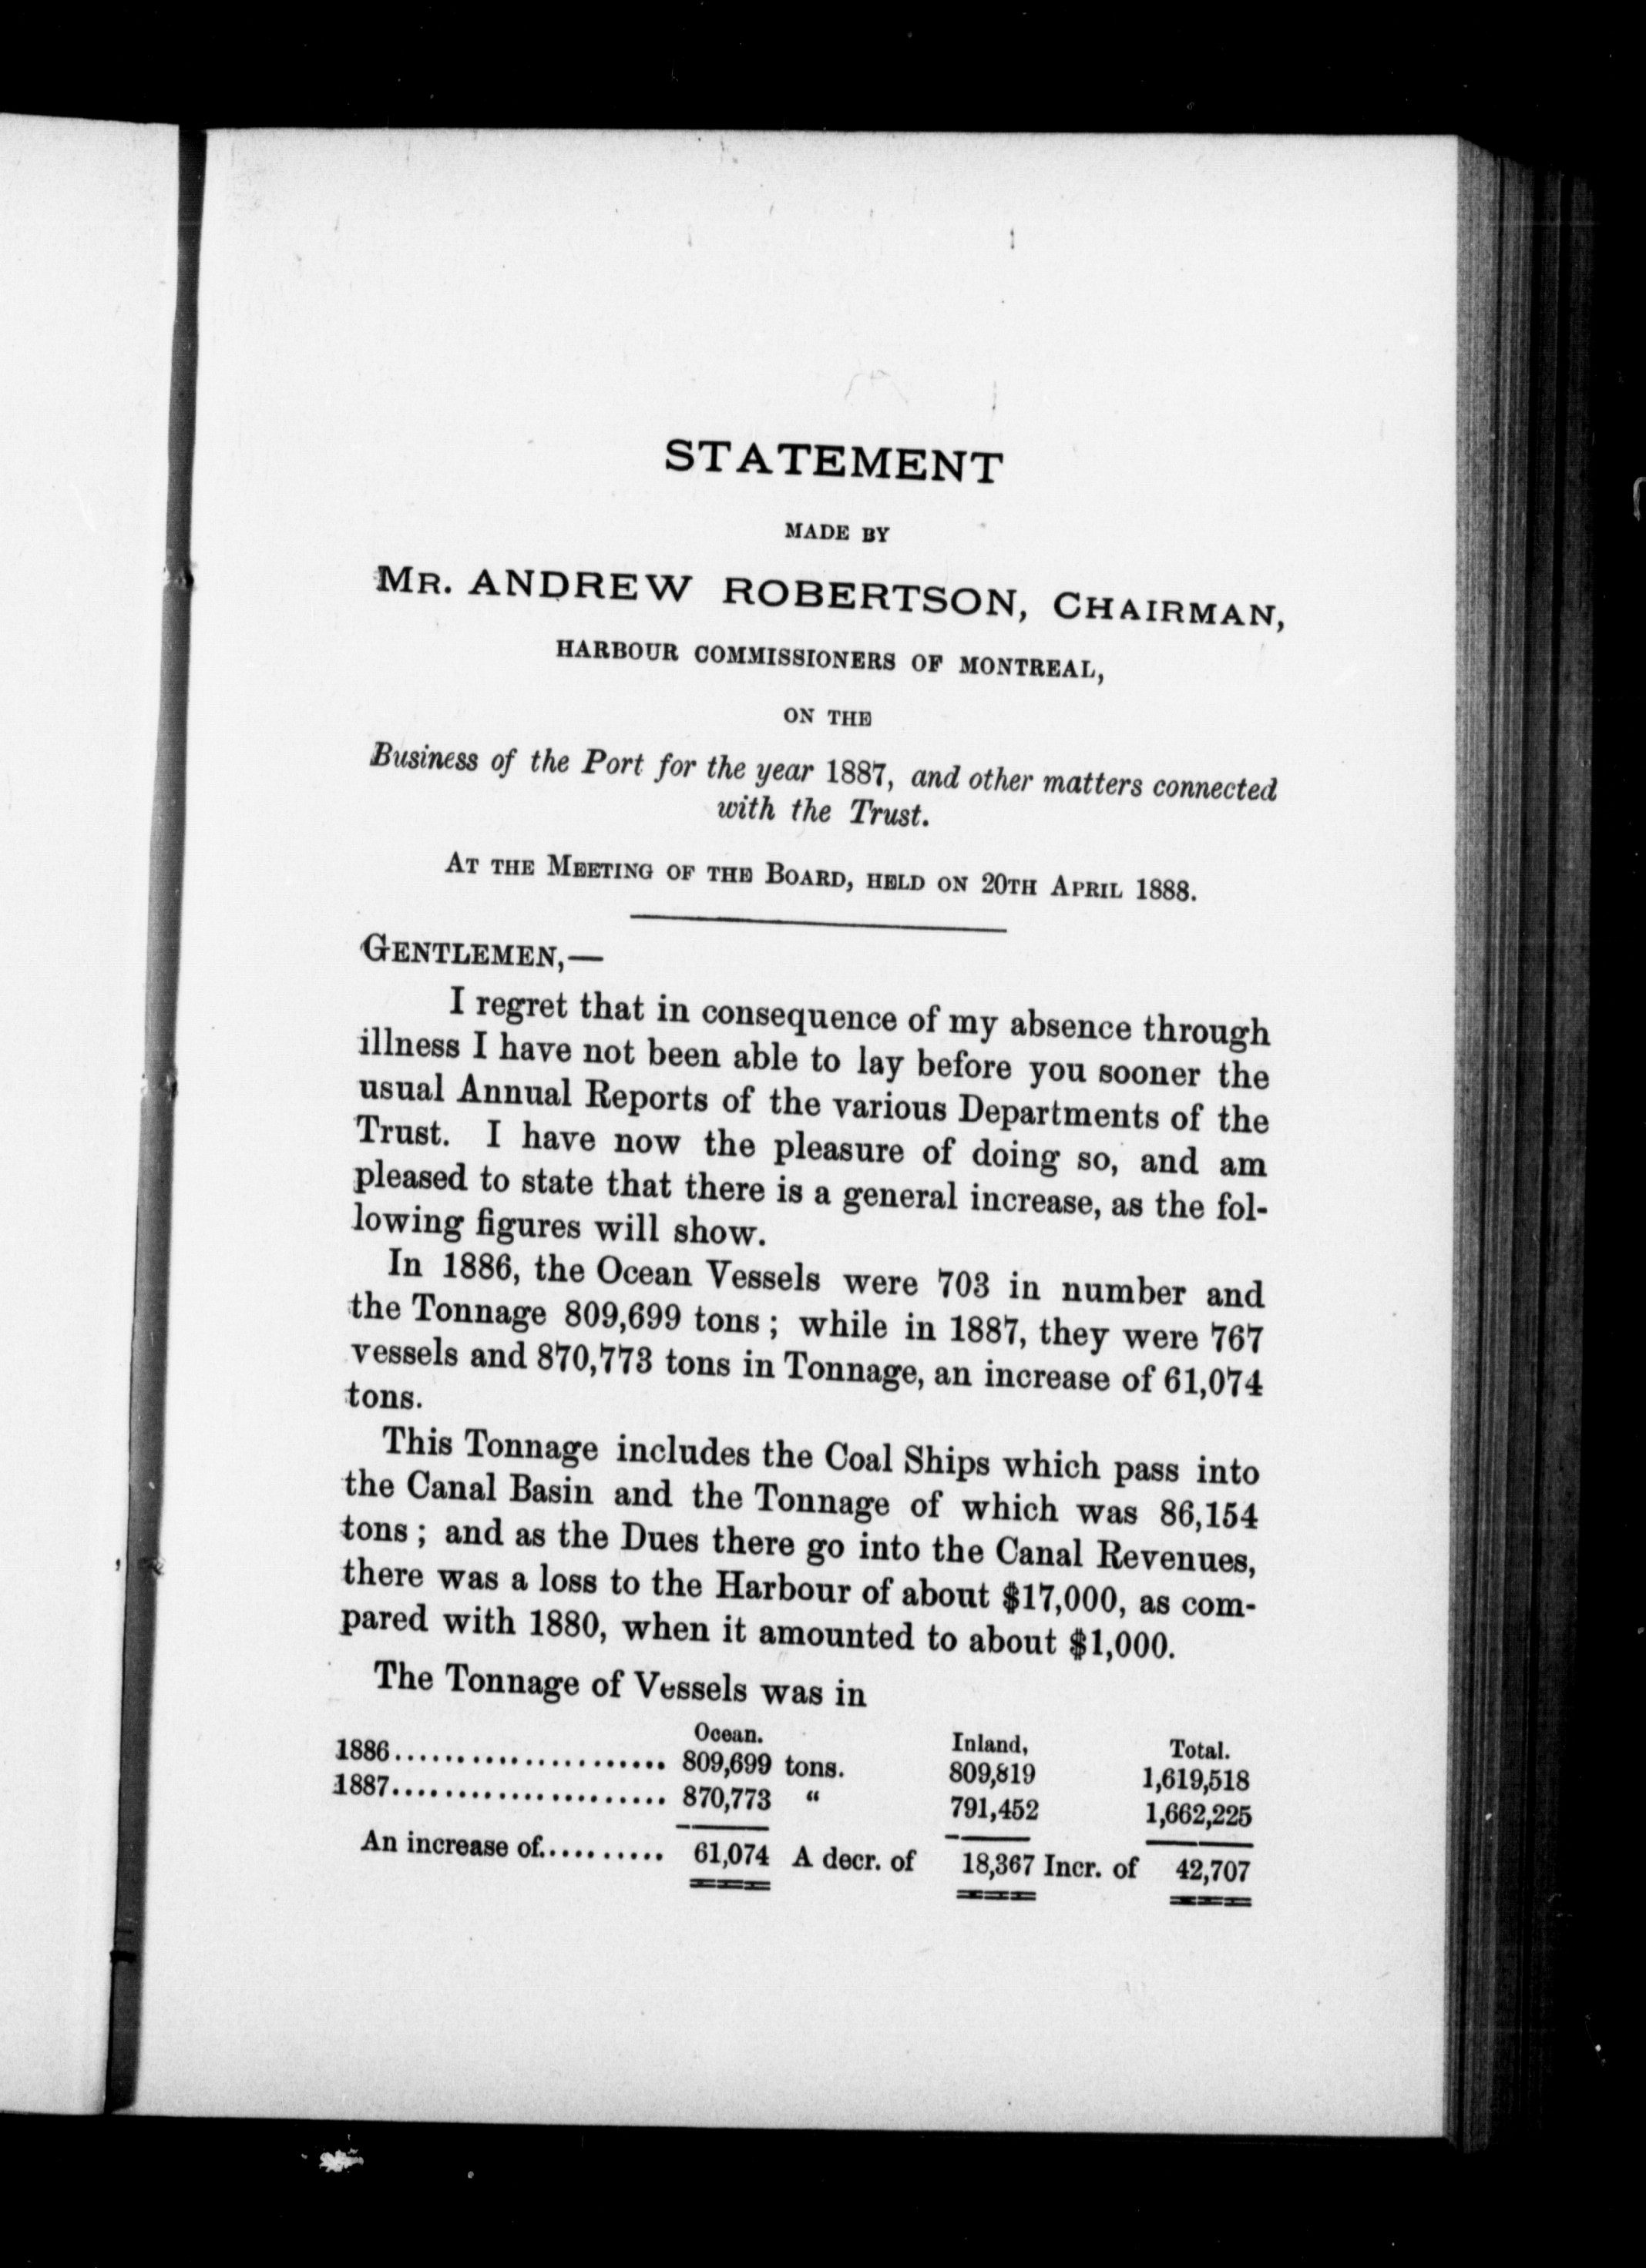 STATEMENT
MADE BY
MR. ANDREW ROBERTSON, CHAIRMAN,
HARBOUR COMMISSIONERS OF MONTREAL,
ON THE
Business of the Port for the year 1887, and other matters connected
with the Trust.
AT THE MEETING OF THE BOARD, HELD ON 20TH APRIL 1888.
GENTLEMEN,—
I regret that in consequence of my absence through
illness I have not been able to lay before you sooner the
usual Annual Reports of the various Departments of the
Trust. I have now the pleasure of doing so, and am
pleased to state that there is a general increase, as the fol-
lowing figures will show.
In 1886, the Ocean Vessels were 703 in number and
the Tonnage 809,699 tons; while in 1887, they were 767
vessels and 870,773 tons in Tonnage, an increase of 61,074
tons.
This Tonnage includes the Coal Ships which pass into
the Canal Basin and the Tonnage of which was 86,154
tons; and as the Dues there go into the Canal Revenues,
there was a loss to the Harbour of about $17,000, as com-
pared with 1880, when it amounted to about $1,000.
The Tonnage of Vessels was in
Ocean. Inland, Total.
1886...................... 809,699 tons. 809,819 1,619,518
1887...................... 870,773 " 791,452 1,662,225
An increase of.......... 61,074 A decr. of 18,367 Incr. of 42,707